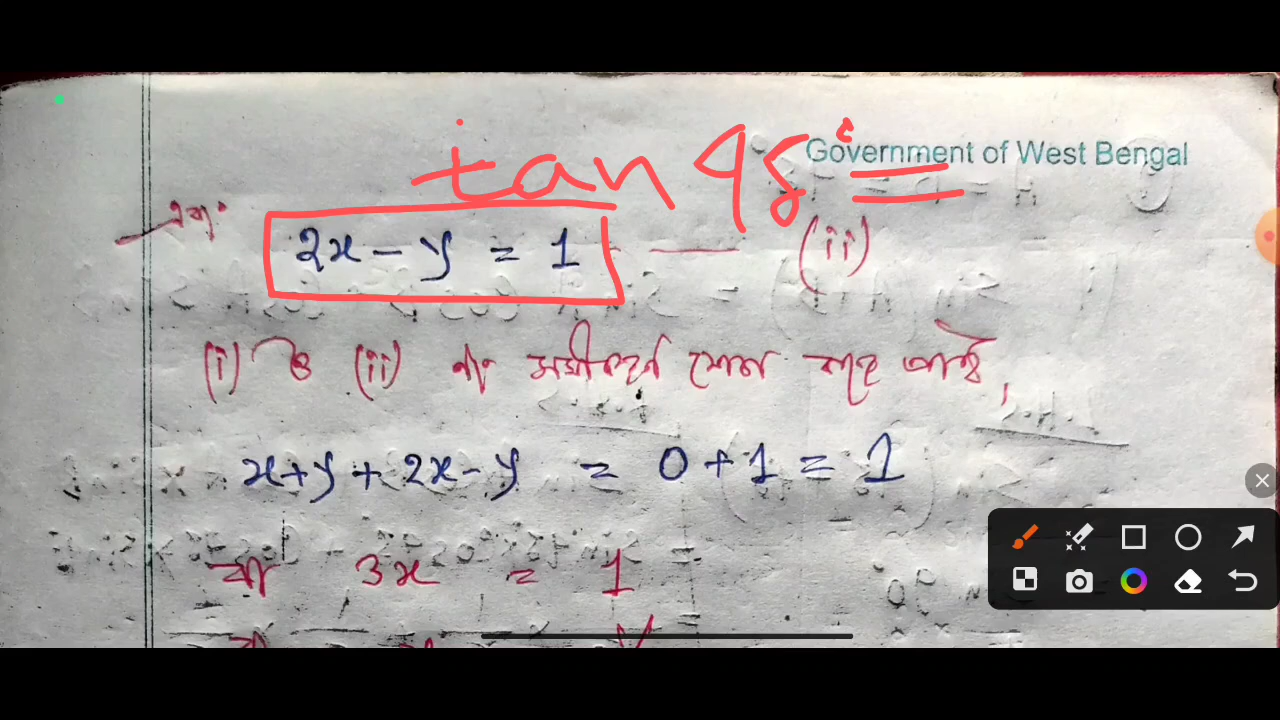 Government of West Bengal
tan 45° =
এবং 2x - y = 1 — (ii)
(i) ও (ii) নং সমীকরণ যোগ করে পাই,
x+y+2x-y = 0+1 = 1
বা 3x = 1